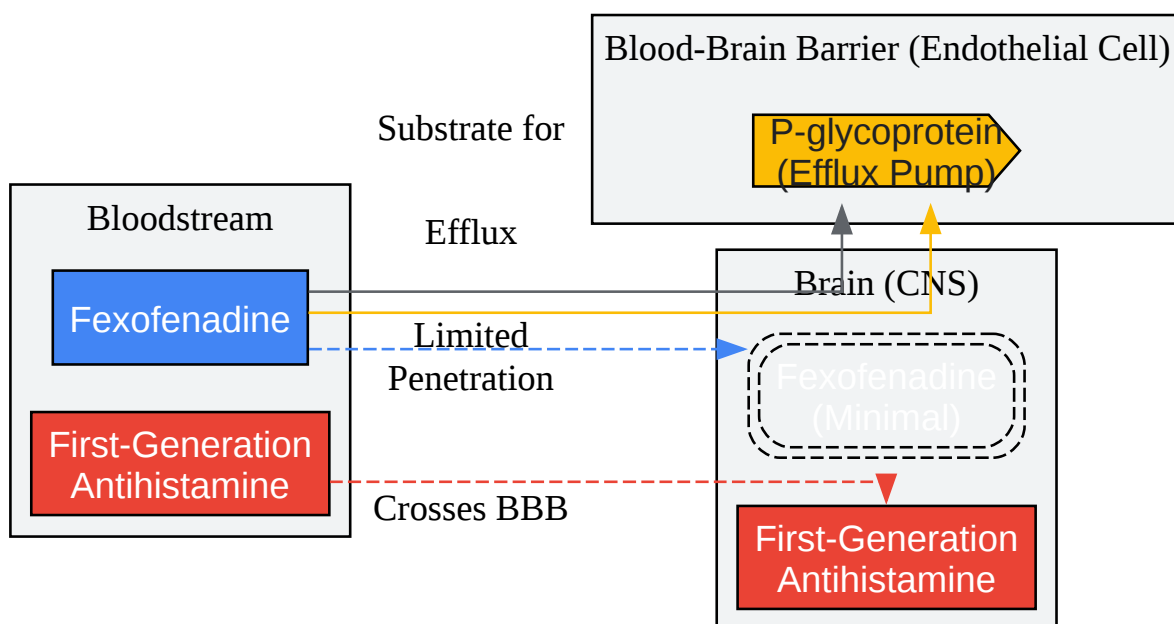 Blood-Brain Barrier (Endothelial Cell)
P-glycoprotein
(Efflux Pump)
Substrate for
Bloodstream
Efflux
Fexofenadine
Limited
Penetration
Brain (CNS)
Fexofenadine
(Minimal)
First-Generation
Antihistamine
Crosses BBB
First-Generation
Antihistamine